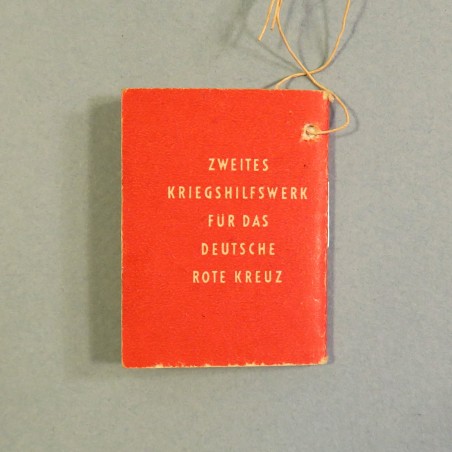 ZWEITES
KRIEGSHILFSWERK
FÜR DAS
DEUTSCHE
ROTE KREUZ